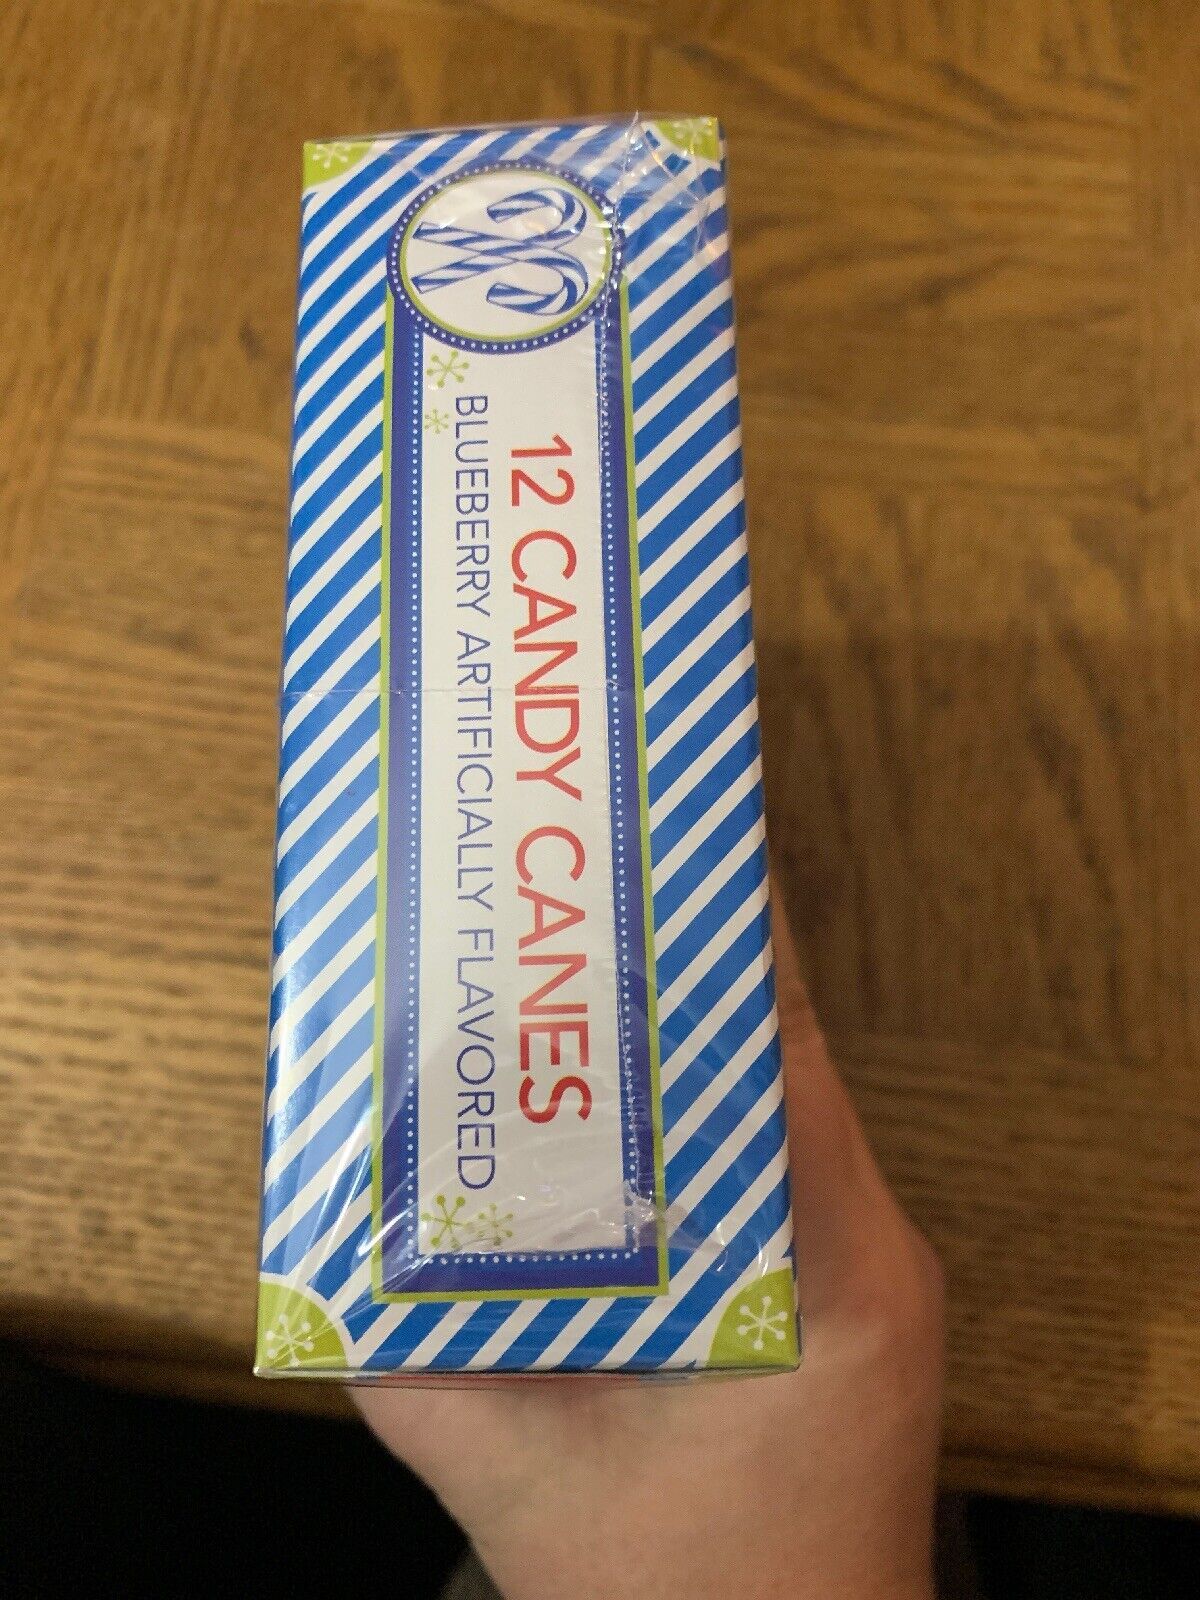 12 CANDY CANES
BLUEBERRY ARTIFICIALLY FLAVORED